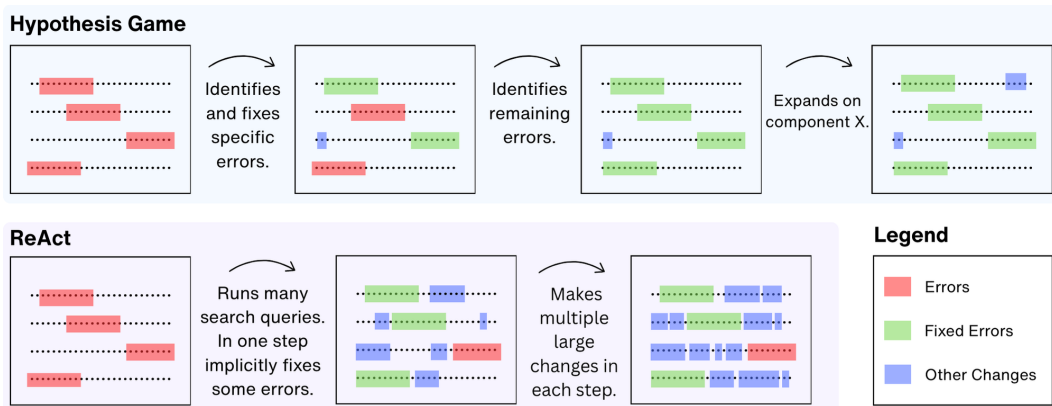 Hypothesis Game
Identifies
and fixes
specific
errors.
Identifies
remaining
errors.
Expands on
component X.
ReAct
Runs many
search queries.
In one step
implicitly fixes
some errors.
Makes
multiple
large
changes in
each step.
Legend
Errors
Fixed Errors
Other Changes